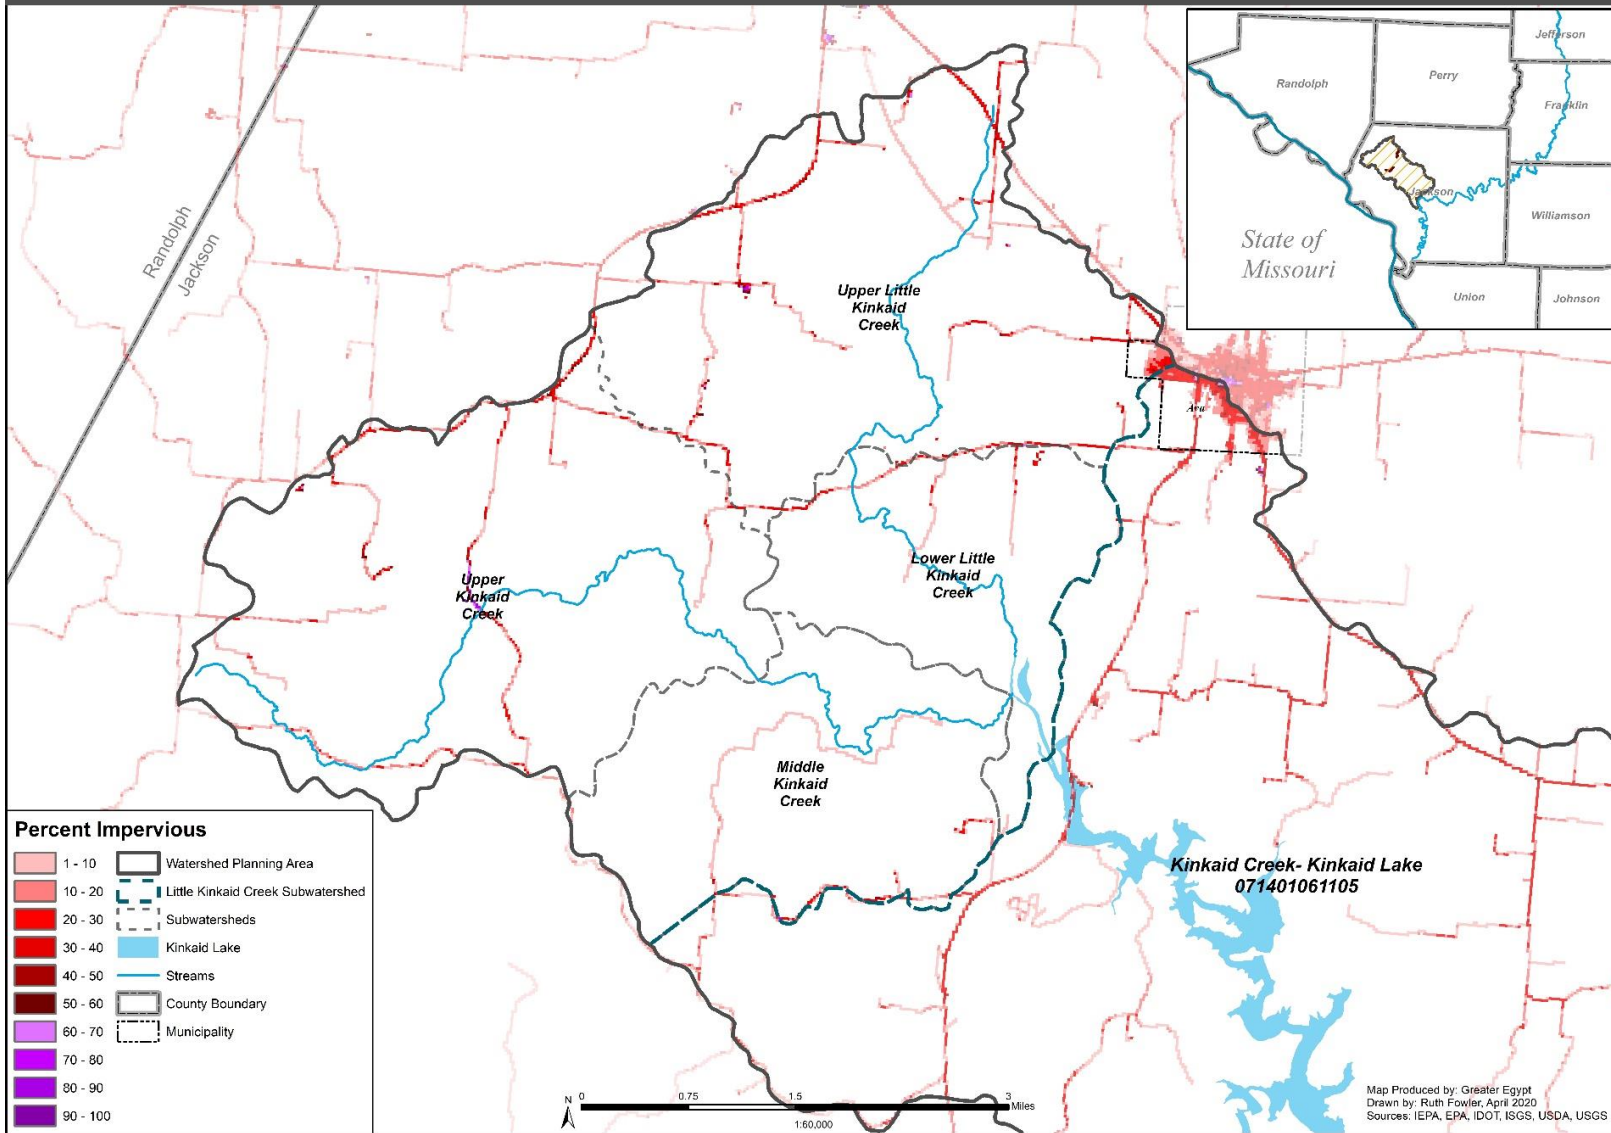 Randolph
Jackson
Jefferson
Randolph
Perry
Franklin
Jackson
Williamson
State of
Missouri
Union
Johnson
Upper Little
Kinkaid
Creek
Ava
Lower Little
Kinkaid
Creek
Upper
Kinkaid
Creek
Middle
Kinkaid
Creek
Kinkaid Creek- Kinkaid Lake
071401061105
Percent Impervious
1 - 10
10 - 20
20 - 30
30 - 40
40 - 50
50 - 60
60 - 70
70 - 80
80 - 90
90 - 100
Watershed Planning Area
Little Kinkaid Creek Subwatershed
Subwatersheds
Kinkaid Lake
Streams
County Boundary
Municipality
N
0 0.75 1.5 3
Miles
1:60,000
Map Produced by: Greater Egypt
Drawn by: Ruth Fowler, April 2020
Sources: IEPA, EPA, IDOT, ISGS, USDA, USGS